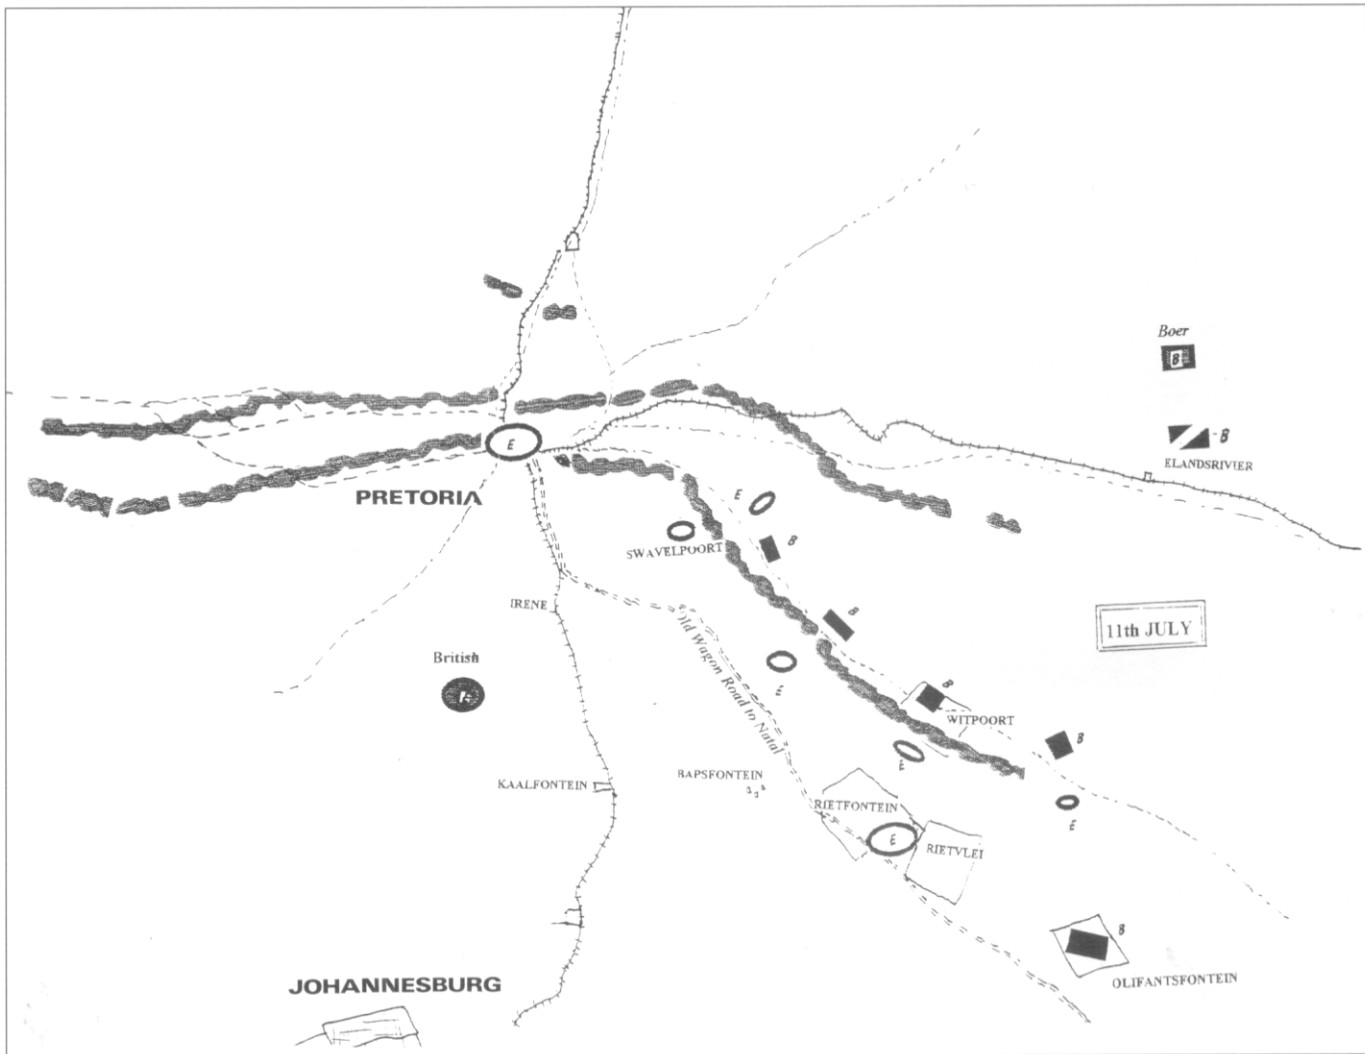 Boer
B
B
ELANDSRIVIER
E
PRETORIA
E
SWAVELPOORT
B
IRENE
11th JULY
B
Old Wagon Road to Natal
British
E
B
WITPOORT
B
E
KAALFONTEIN
BAPSFONTEIN
RIETFONTEIN
E
E
RIETVLEI
B
OLIFANTSFONTEIN
JOHANNESBURG